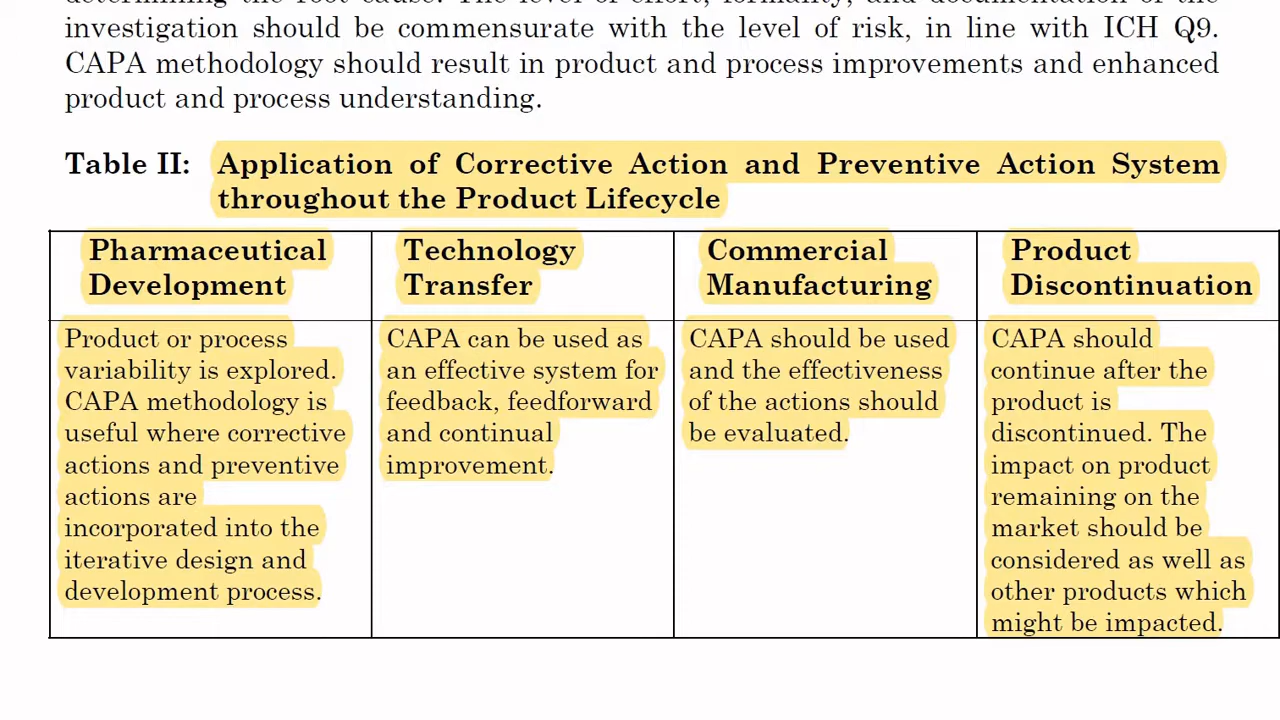 investigation should be commensurate with the level of risk, in line with ICH Q9.
CAPA methodology should result in product and process improvements and enhanced
product and process understanding.
Table II: Application of Corrective Action and Preventive Action System
throughout the Product Lifecycle
Pharmaceutical
Development
Technology
Transfer
Commercial
Manufacturing
Product
Discontinuation
Product or process
variability is explored.
CAPA methodology is
useful where corrective
actions and preventive
actions are
incorporated into the
iterative design and
development process.
CAPA can be used as
an effective system for
feedback, feedforward
and continual
improvement.
CAPA should be used
and the effectiveness
of the actions should
be evaluated.
CAPA should
continue after the
product is
discontinued. The
impact on product
remaining on the
market should be
considered as well as
other products which
might be impacted.